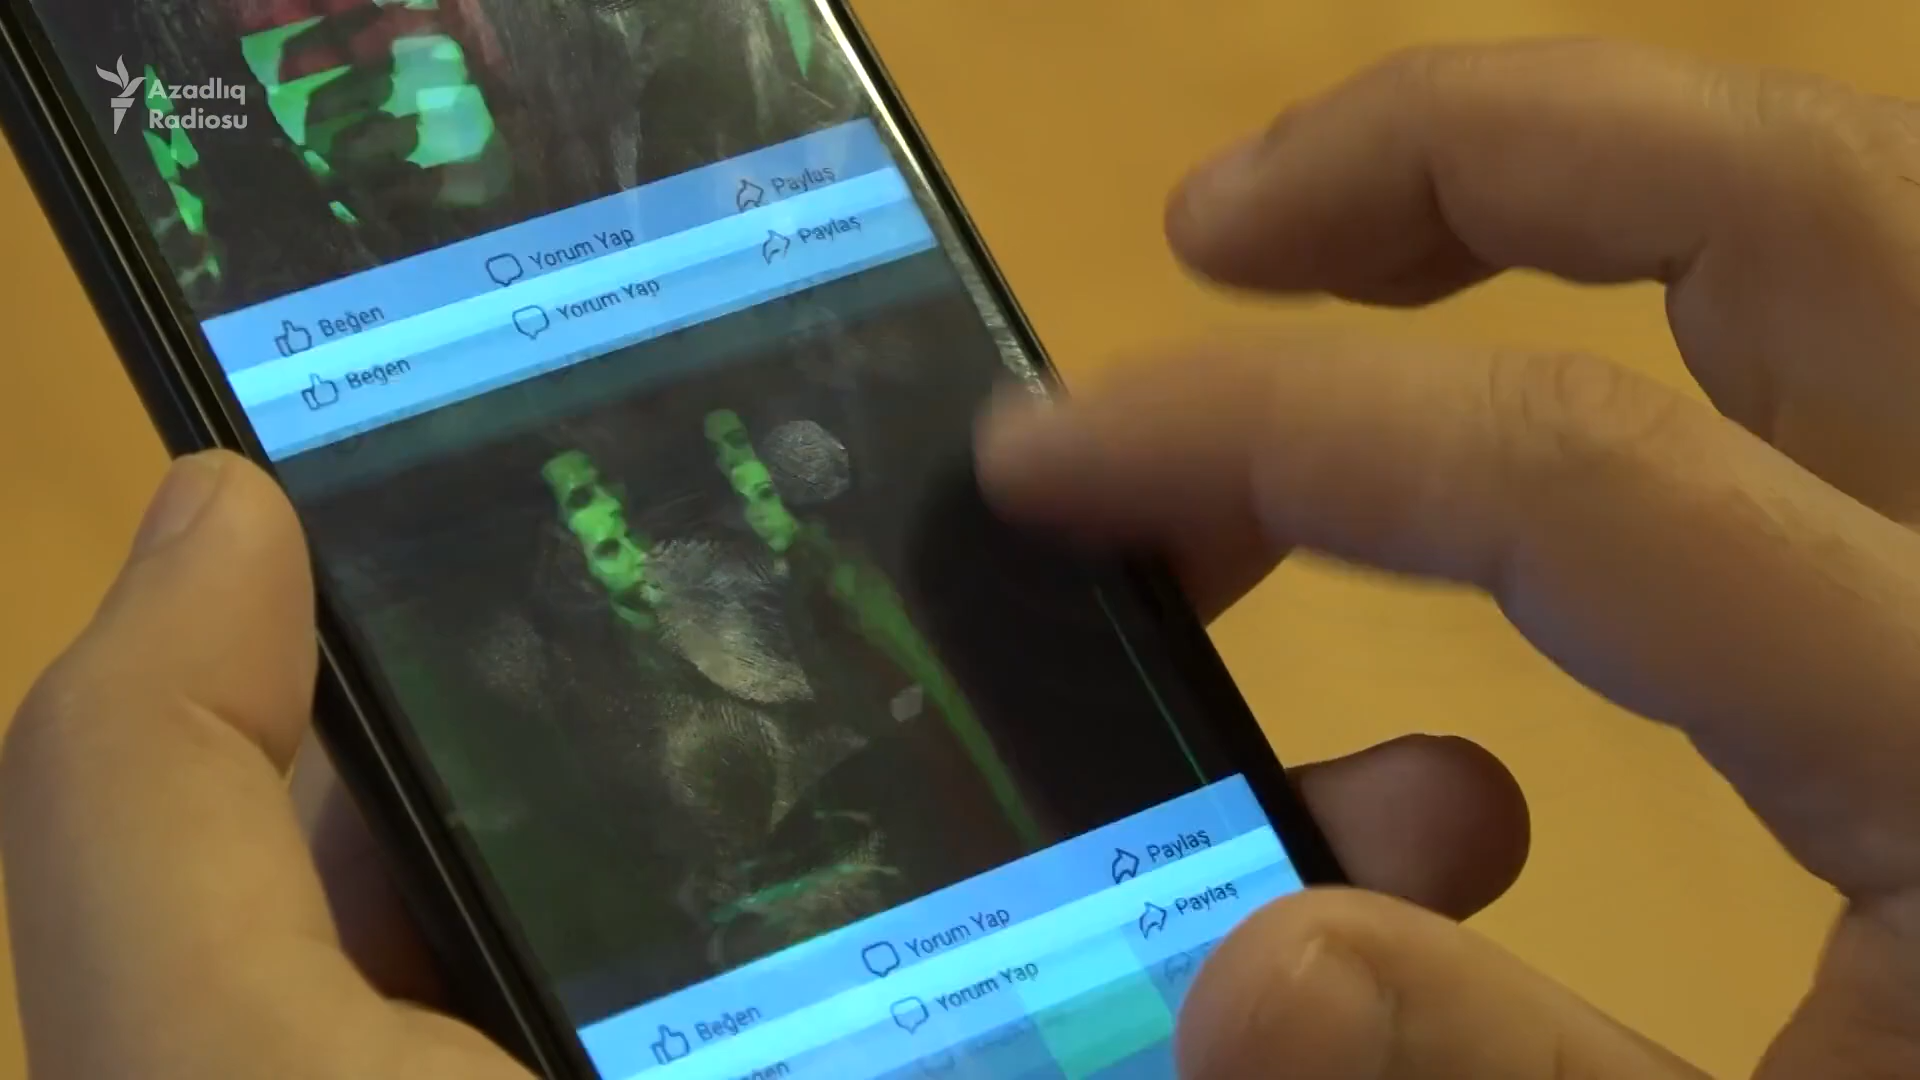 Azadlıq
Radiosu
Paylaş
Yorum Yap
Beğen
Paylaş
Yorum Yap
Beğen
Paylaş
Yorum Yap
Beğen
Paylaş
Yorum Yap